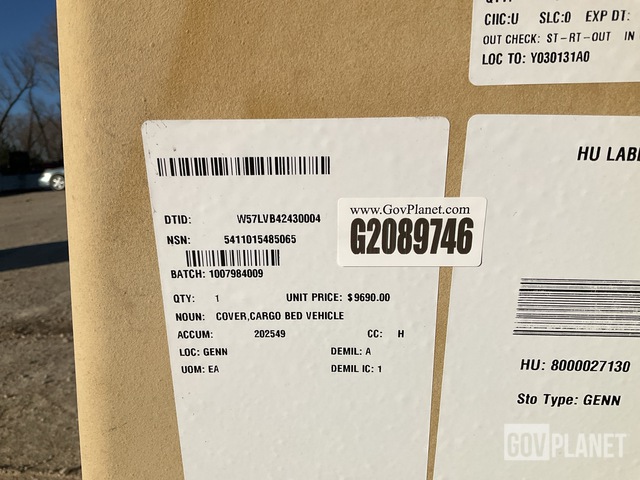 CIIC:U SLC:0 EXP DT:
OUT CHECK: ST-RT-OUT IN
LOC TO: Y030131A0
HU LABE
DTID: W57LVB42430004
www.GovPlanet.com
G2089746
NSN: 5411015485065
BATCH: 1007984009
QTY: 1 UNIT PRICE: $9690.00
NOUN: COVER,CARGO BED VEHICLE
ACCUM: 202549 CC: H
LOC: GENN DEMIL: A
UOM: EA DEMIL IC: 1
HU: 8000027130
Sto Type: GENN
GOVPLANET